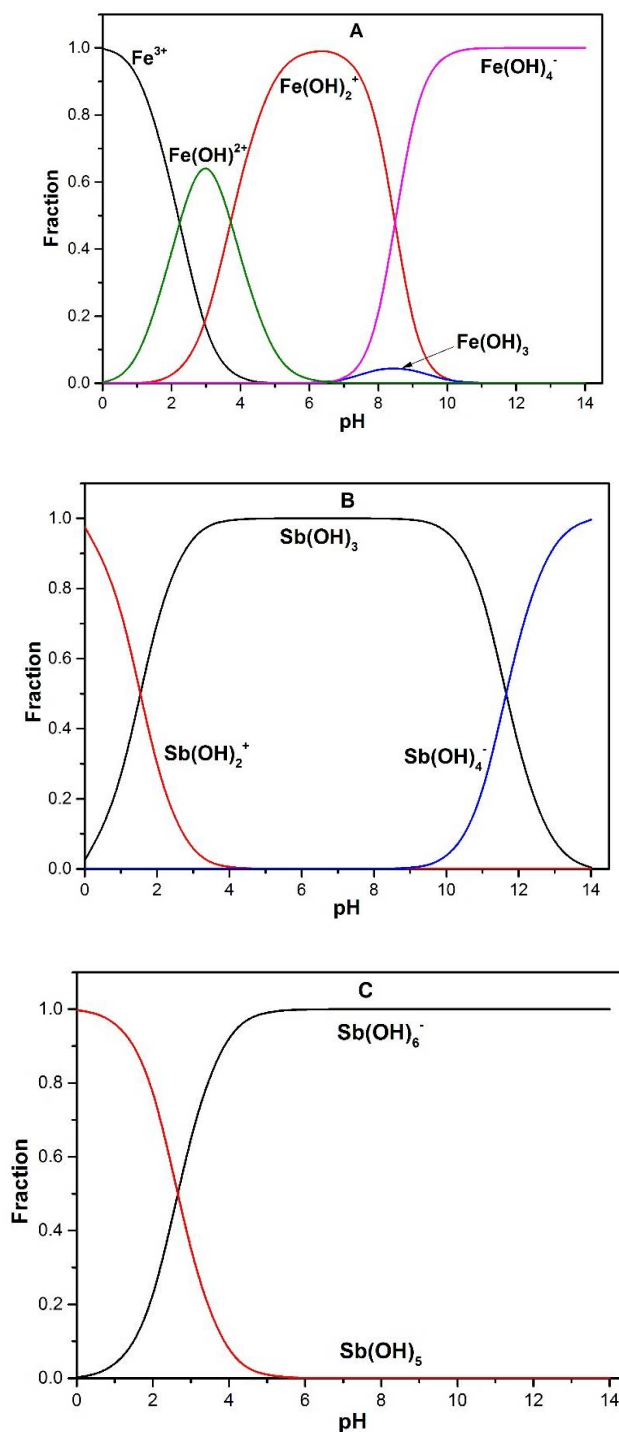 A
Fe³⁺
Fe(OH)₂⁺
Fe(OH)₄⁻
Fe(OH)²⁺
Fe(OH)₃
Fraction
1.0
0.8
0.6
0.4
0.2
0.0
0 2 4 6 8 10 12 14
pH
B
Sb(OH)₃
Sb(OH)₂⁺
Sb(OH)₄⁻
Fraction
1.0
0.8
0.6
0.4
0.2
0.0
0 2 4 6 8 10 12 14
pH
C
Sb(OH)₆⁻
Sb(OH)₅
Fraction
1.0
0.8
0.6
0.4
0.2
0.0
0 2 4 6 8 10 12 14
pH